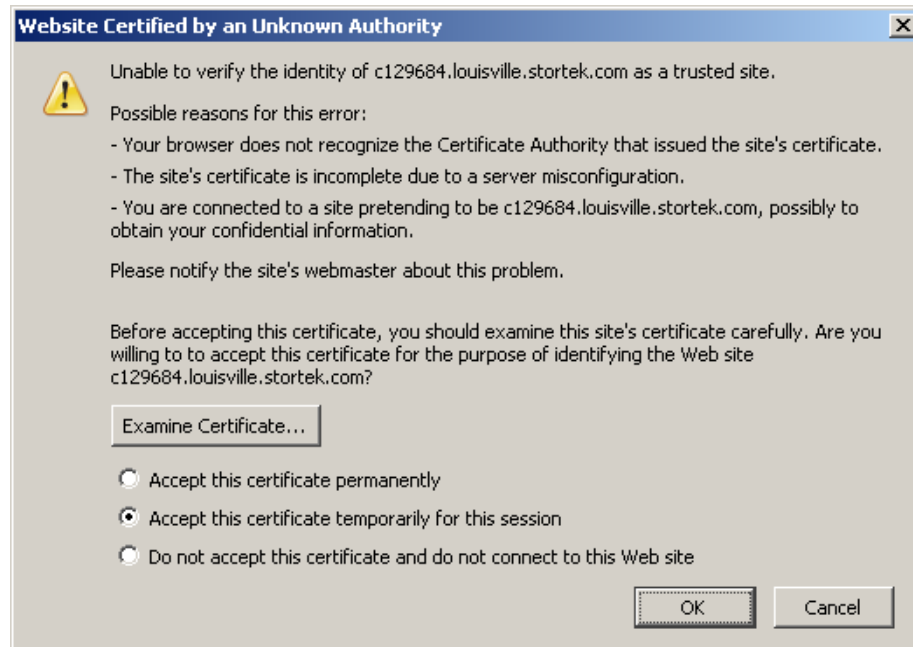 Website Certified by an Unknown Authority
Unable to verify the identity of c129684.louisville.stortek.com as a trusted site.
Possible reasons for this error:
- Your browser does not recognize the Certificate Authority that issued the site's certificate.
- The site's certificate is incomplete due to a server misconfiguration.
- You are connected to a site pretending to be c129684.louisville.stortek.com, possibly to
obtain your confidential information.
Please notify the site's webmaster about this problem.
Before accepting this certificate, you should examine this site's certificate carefully. Are you
willing to to accept this certificate for the purpose of identifying the Web site
c129684.louisville.stortek.com?
Examine Certificate...
Accept this certificate permanently
Accept this certificate temporarily for this session
Do not accept this certificate and do not connect to this Web site
OK Cancel